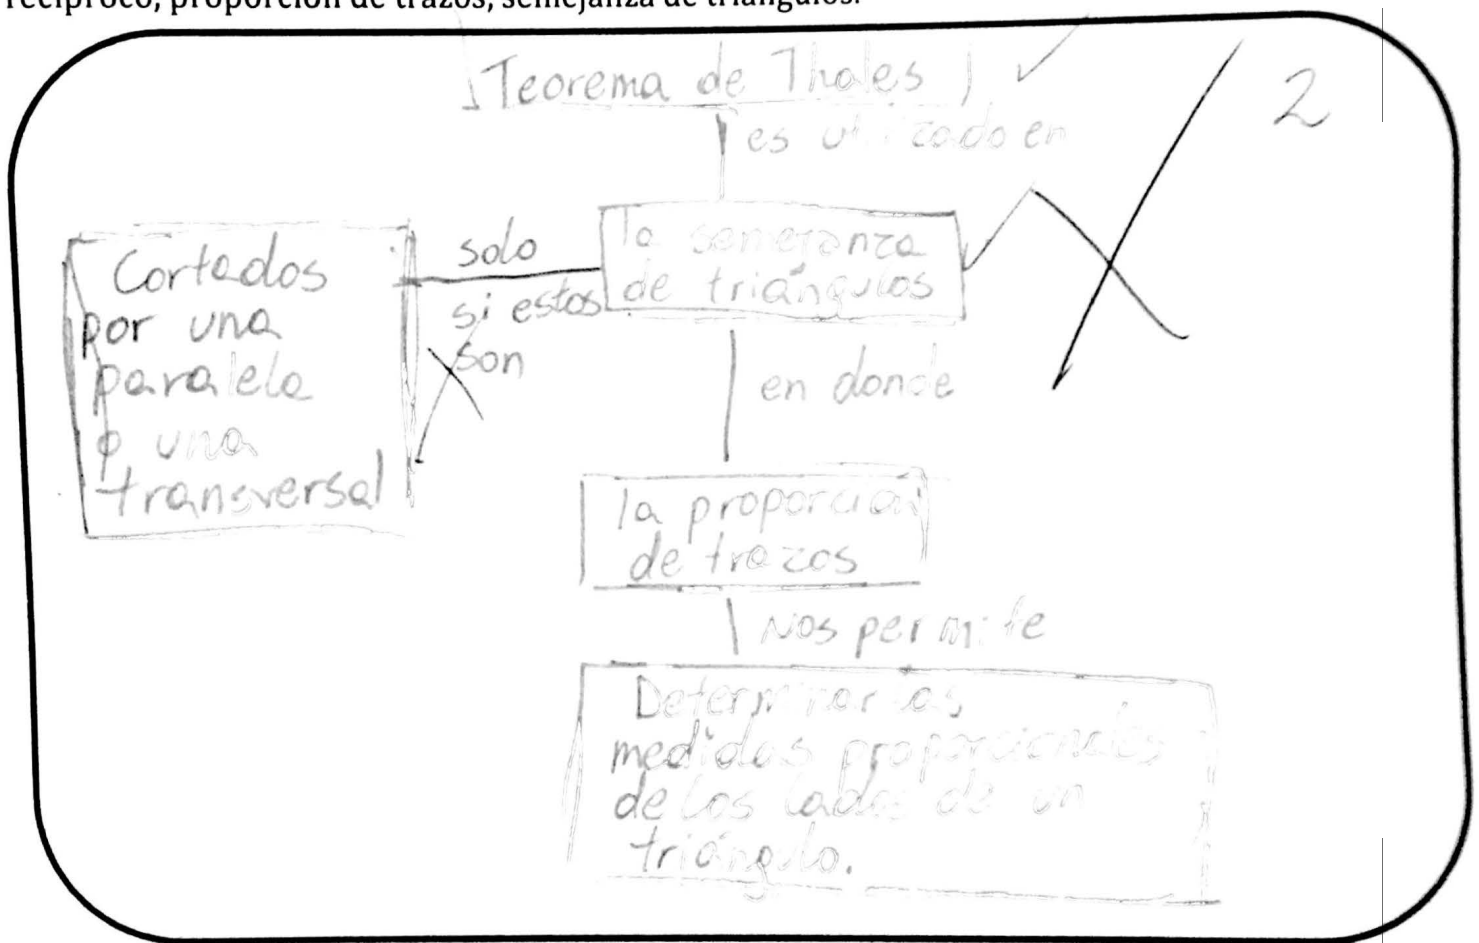 recíproco, proporción de trazos, semejanza de triángulos.
Teorema de Thales
2
es utilizado en
la semejanza
de triángulos
solo
si estos
son
Cortados
por una
paralela
o una
transversal
en donde
la proporción
de trazos
Nos permite
Determinar las
medidas proporcionales
de los lados de un
triángulo.